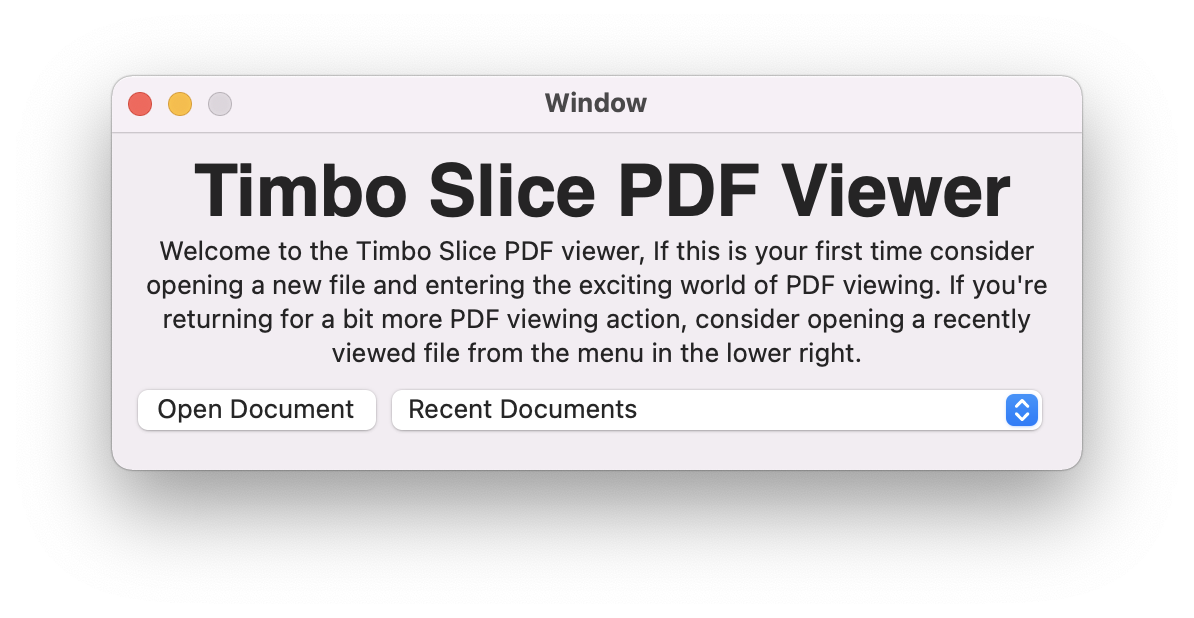 Window
Timbo Slice PDF Viewer
Welcome to the Timbo Slice PDF viewer, If this is your first time consider
opening a new file and entering the exciting world of PDF viewing. If you're
returning for a bit more PDF viewing action, consider opening a recently
viewed file from the menu in the lower right.
Open Document
Recent Documents